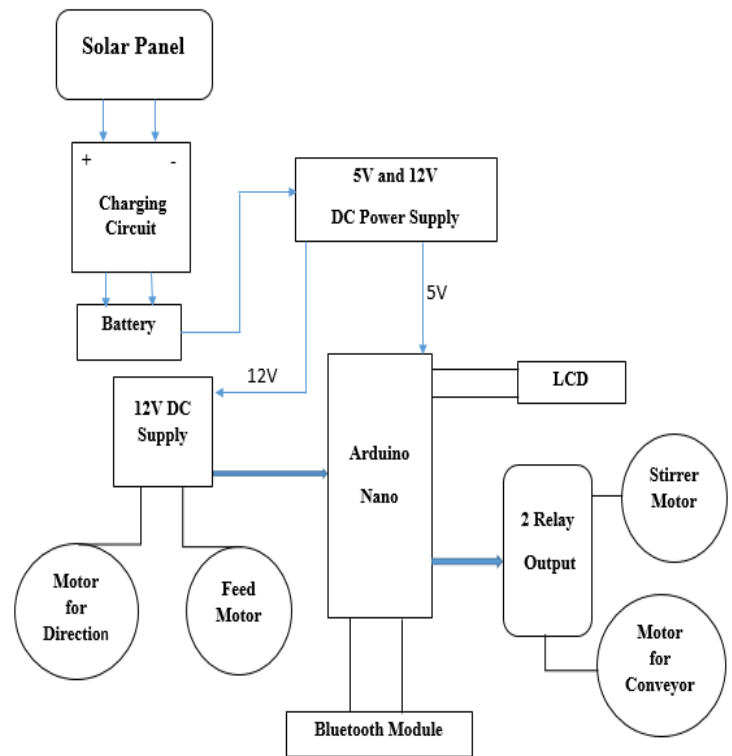 Solar Panel
+ -
Charging
Circuit
Battery
5V and 12V
DC Power Supply
5V
12V
12V DC
Supply
Arduino
Nano
LCD
2 Relay
Output
Stirrer
Motor
Motor
for
Conveyor
Motor
for
Direction
Feed
Motor
Bluetooth Module